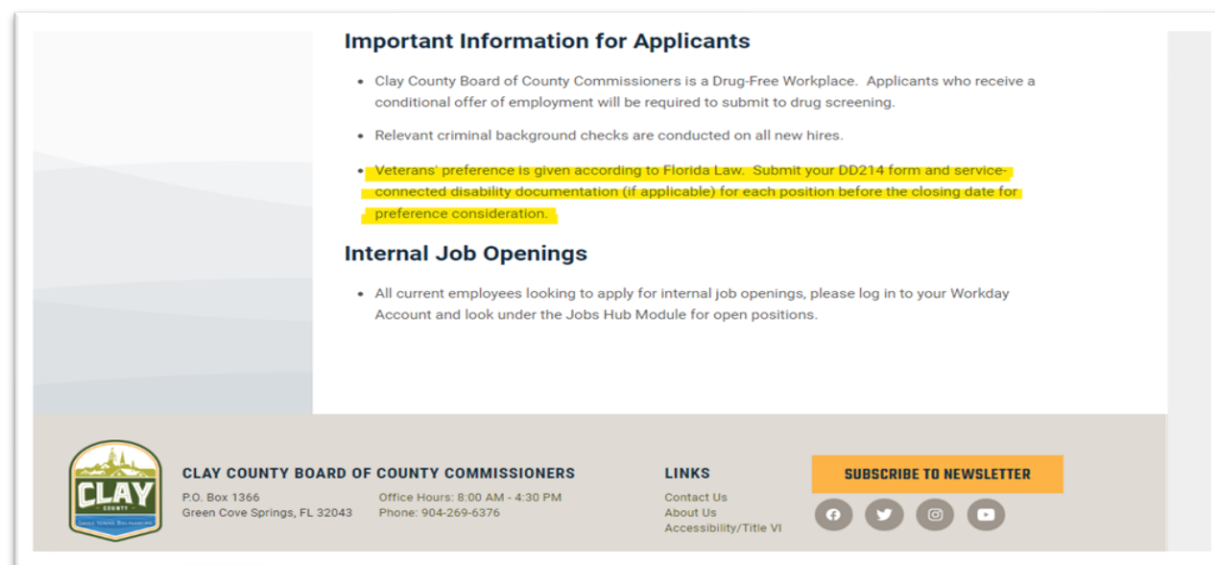 Important Information for Applicants
• Clay County Board of County Commissioners is a Drug-Free Workplace. Applicants who receive a
conditional offer of employment will be required to submit to drug screening.
• Relevant criminal background checks are conducted on all new hires.
• Veterans' preference is given according to Florida Law. Submit your DD214 form and service-
connected disability documentation (if applicable) for each position before the closing date for
preference consideration.
Internal Job Openings
• All current employees looking to apply for internal job openings, please log in to your Workday
Account and look under the Jobs Hub Module for open positions.
CLAY
COUNTY
CLAY COUNTY BOARD OF COUNTY COMMISSIONERS
P.O. Box 1366
Green Cove Springs, FL 32043
Office Hours: 8:00 AM - 4:30 PM
Phone: 904-269-6376
LINKS
Contact Us
About Us
Accessibility/Title VI
SUBSCRIBE TO NEWSLETTER